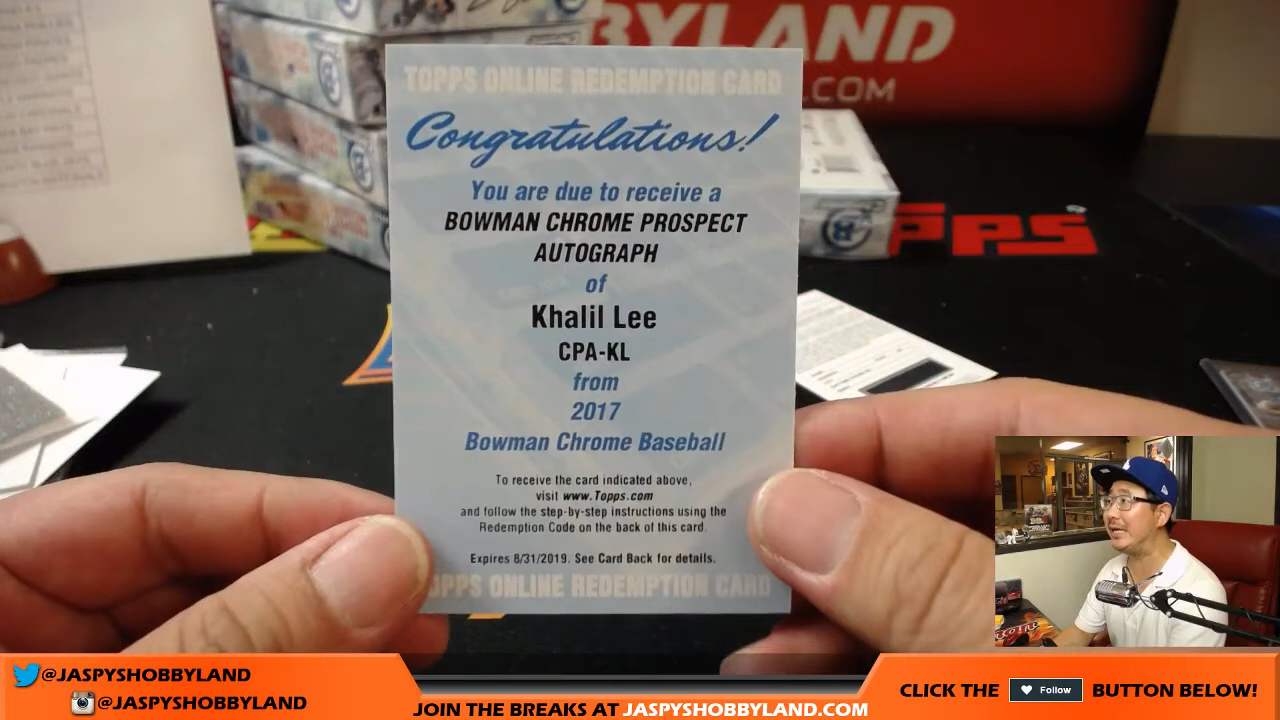 BYLAND
.COM
TOPPS ONLINE REDEMPTION CARD
Congratulations!
You are due to receive a
BOWMAN CHROME PROSPECT
AUTOGRAPH
of
Khalil Lee
CPA-KL
from
2017
Bowman Chrome Baseball
To receive the card indicated above,
visit www.Topps.com
and follow the step-by-step instructions using the
Redemption Code on the back of this card.
Expires 8/31/2019. See Card Back for details.
TOPPS ONLINE REDEMPTION CARD
@JASPYSHOBBYLAND
@JASPYSHOBBYLAND
JOIN THE BREAKS AT JASPYSHOBBYLAND.COM
CLICK THE Follow BUTTON BELOW!